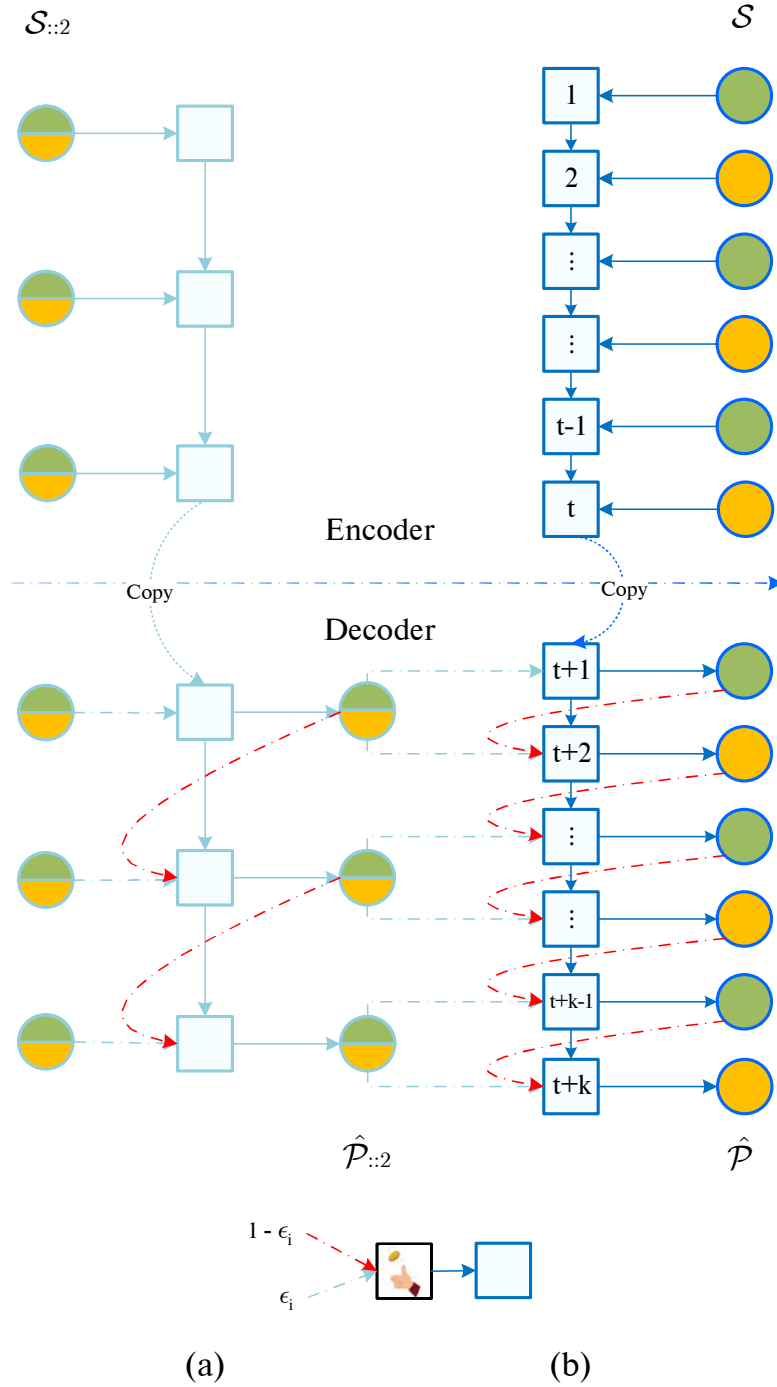 𝒮::2
𝒮
1
2
⋮
⋮
t-1
t
Encoder
Copy
Copy
Decoder
t+1
t+2
⋮
⋮
t+k-1
t+k
𝒫̂::2
𝒫̂
1 - ϵi
ϵi
(a)
(b)